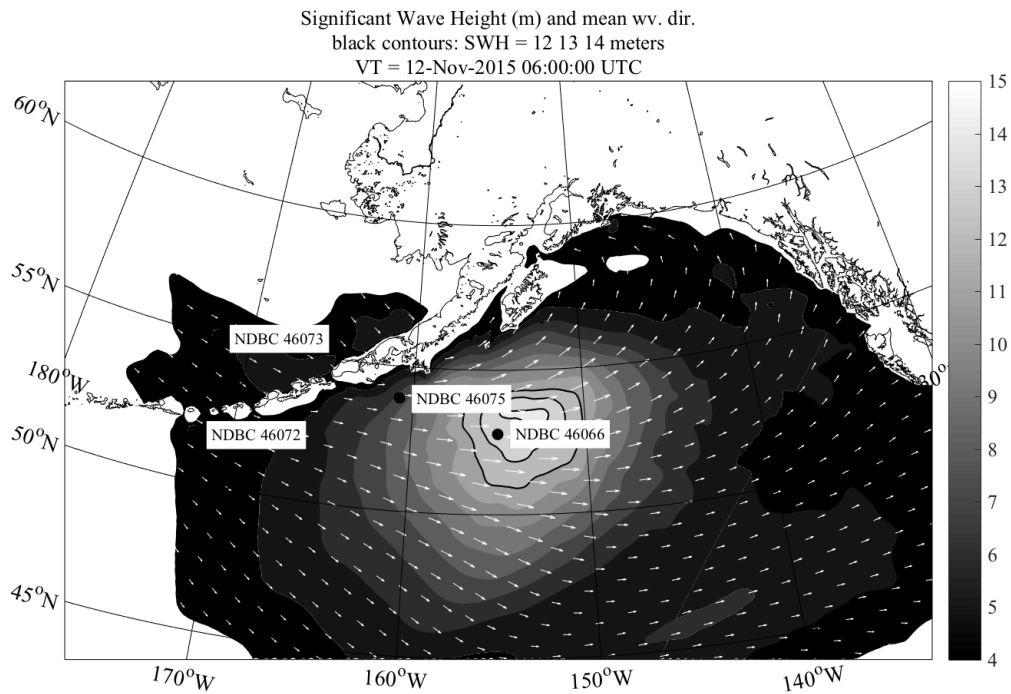 Significant Wave Height (m) and mean wv. dir.
black contours: SWH = 12 13 14 meters
VT = 12-Nov-2015 06:00:00 UTC
60°N
55°N
180°W
50°N
45°N
170°W
160°W
150°W
140°W
NDBC 46073
NDBC 46075
NDBC 46072
NDBC 46066
15
14
13
12
11
10
9
8
7
6
5
4